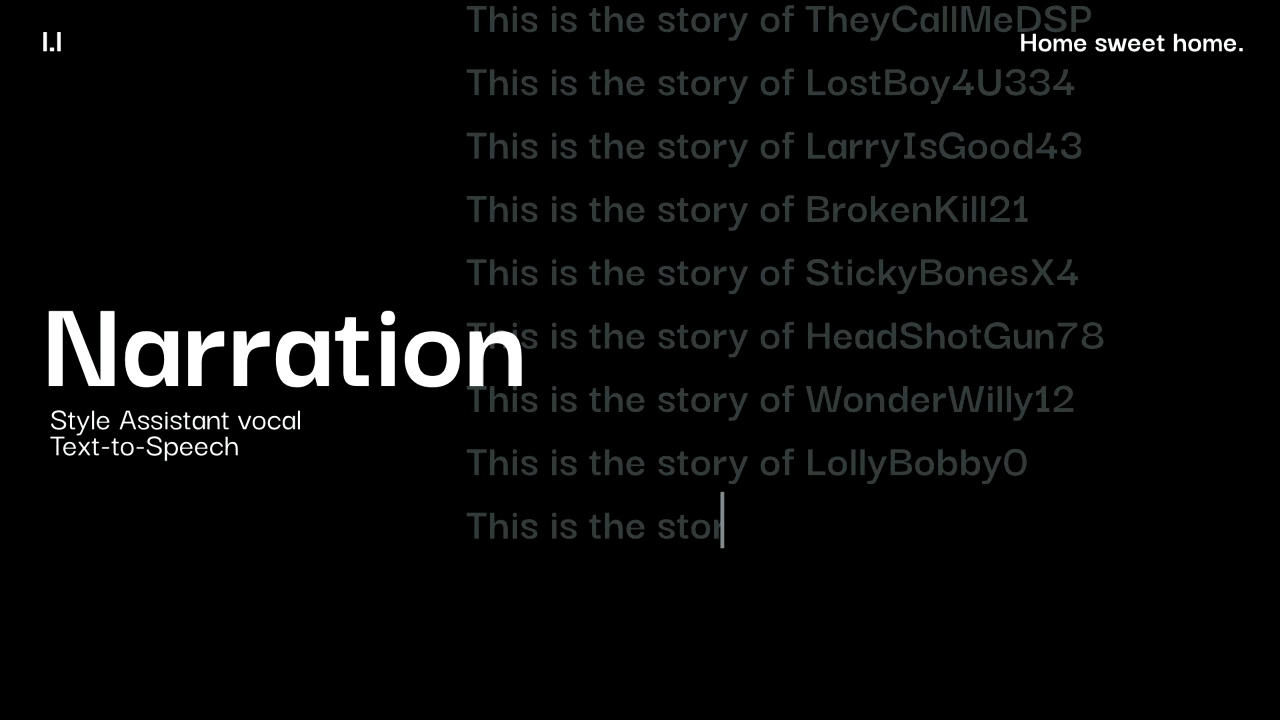 I.I
Home sweet home.
This is the story of TheyCallMeDSP
This is the story of LostBoy4U334
This is the story of LarryIsGood43
This is the story of BrokenKill21
This is the story of StickyBonesX4
This is the story of HeadShotGun78
This is the story of WonderWilly12
This is the story of LollyBobby0
This is the stor
Narration
Style Assistant vocal
Text-to-Speech